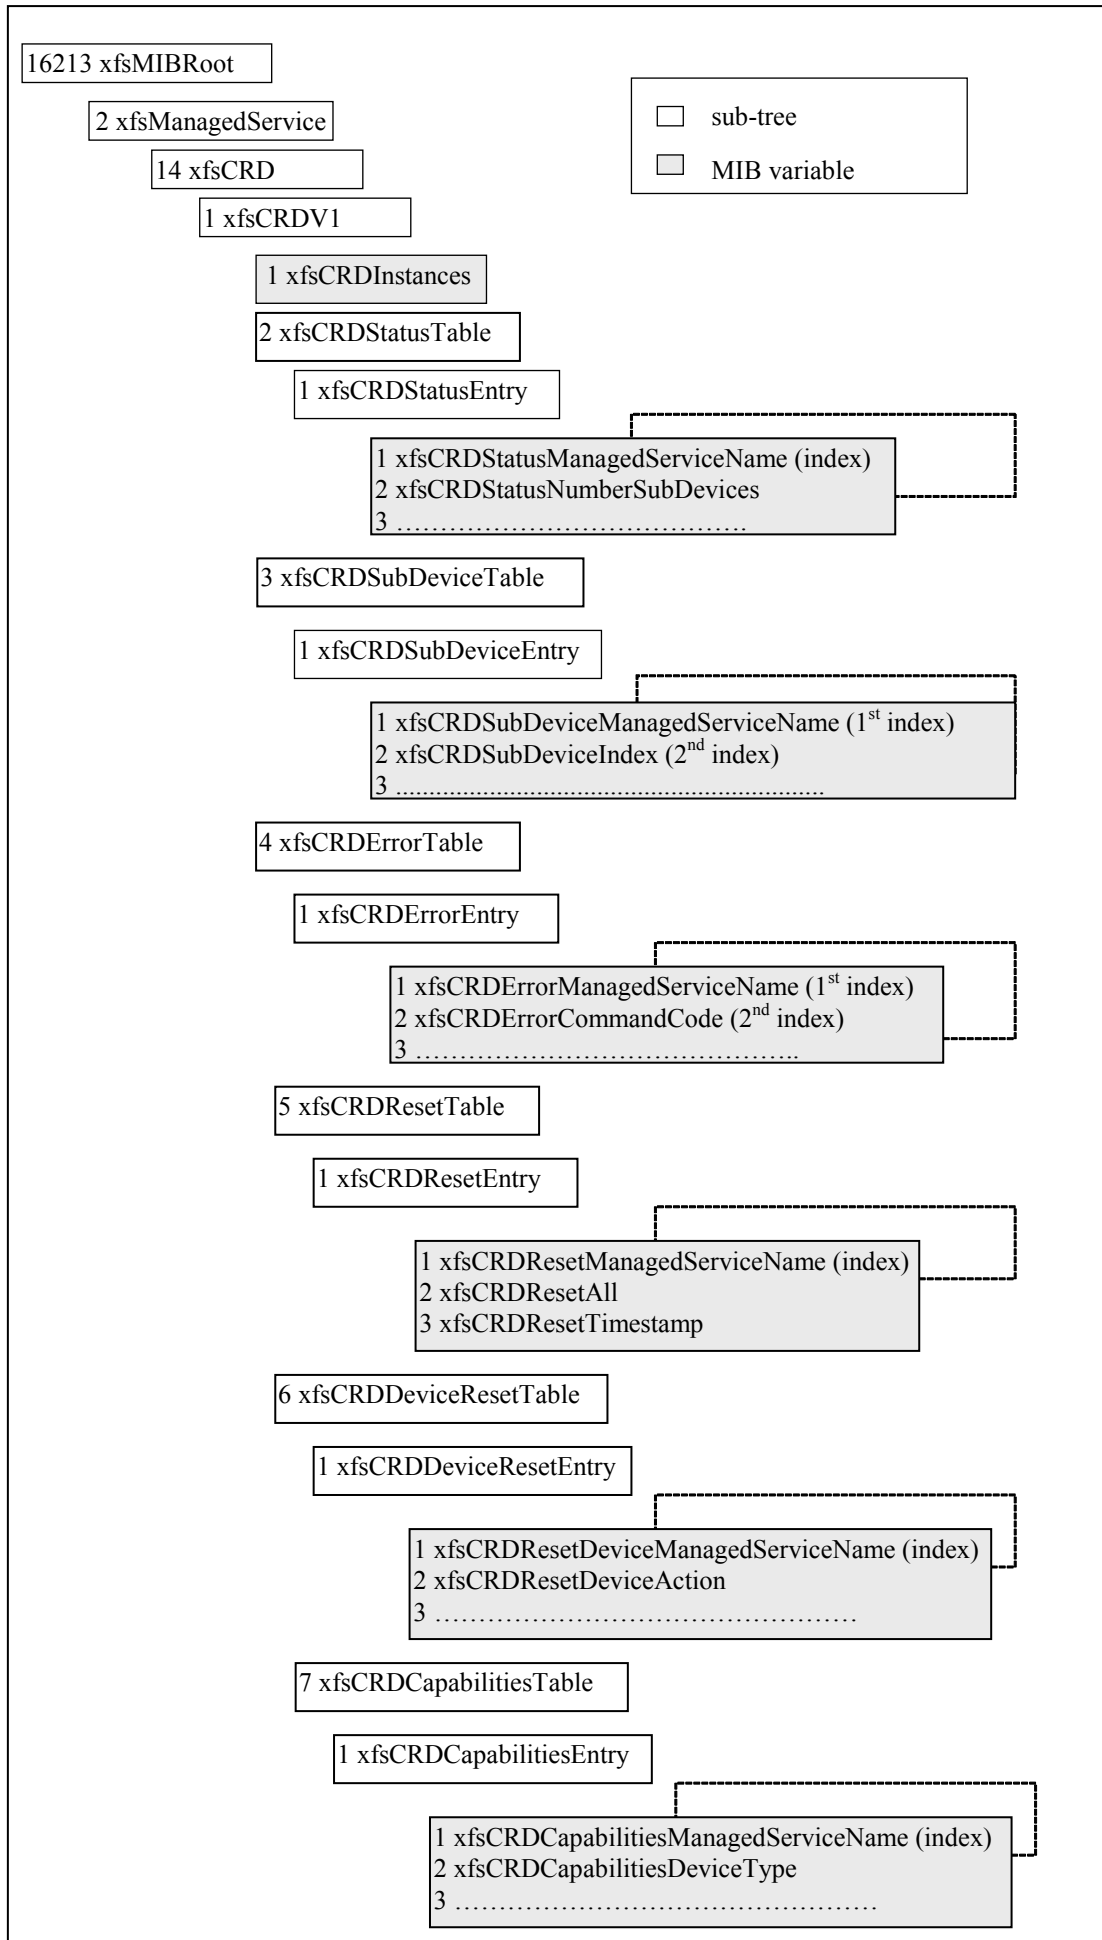 16213 xfsMIBRoot
2 xfsManagedService
sub-tree
14 xfsCRD
MIB variable
1 xfsCRDV1
1 xfsCRDInstances
2 xfsCRDStatusTable
1 xfsCRDStatusEntry
1 xfsCRDStatusManagedServiceName (index)
2 xfsCRDStatusNumberSubDevices
3 ………………………………….
3 xfsCRDSubDeviceTable
1 xfsCRDSubDeviceEntry
1 xfsCRDSubDeviceManagedServiceName (1st index)
2 xfsCRDSubDeviceIndex (2nd index)
3 ................................................................
4 xfsCRDErrorTable
1 xfsCRDErrorEntry
1 xfsCRDErrorManagedServiceName (1st index)
2 xfsCRDErrorCommandCode (2nd index)
3 ……………………………………..
5 xfsCRDResetTable
1 xfsCRDResetEntry
1 xfsCRDResetManagedServiceName (index)
2 xfsCRDResetAll
3 xfsCRDResetTimestamp
6 xfsCRDDeviceResetTable
1 xfsCRDDeviceResetEntry
1 xfsCRDResetDeviceManagedServiceName (index)
2 xfsCRDResetDeviceAction
3 …………………………………………
7 xfsCRDCapabilitiesTable
1 xfsCRDCapabilitiesEntry
1 xfsCRDCapabilitiesManagedServiceName (index)
2 xfsCRDCapabilitiesDeviceType
3 …………………………………………